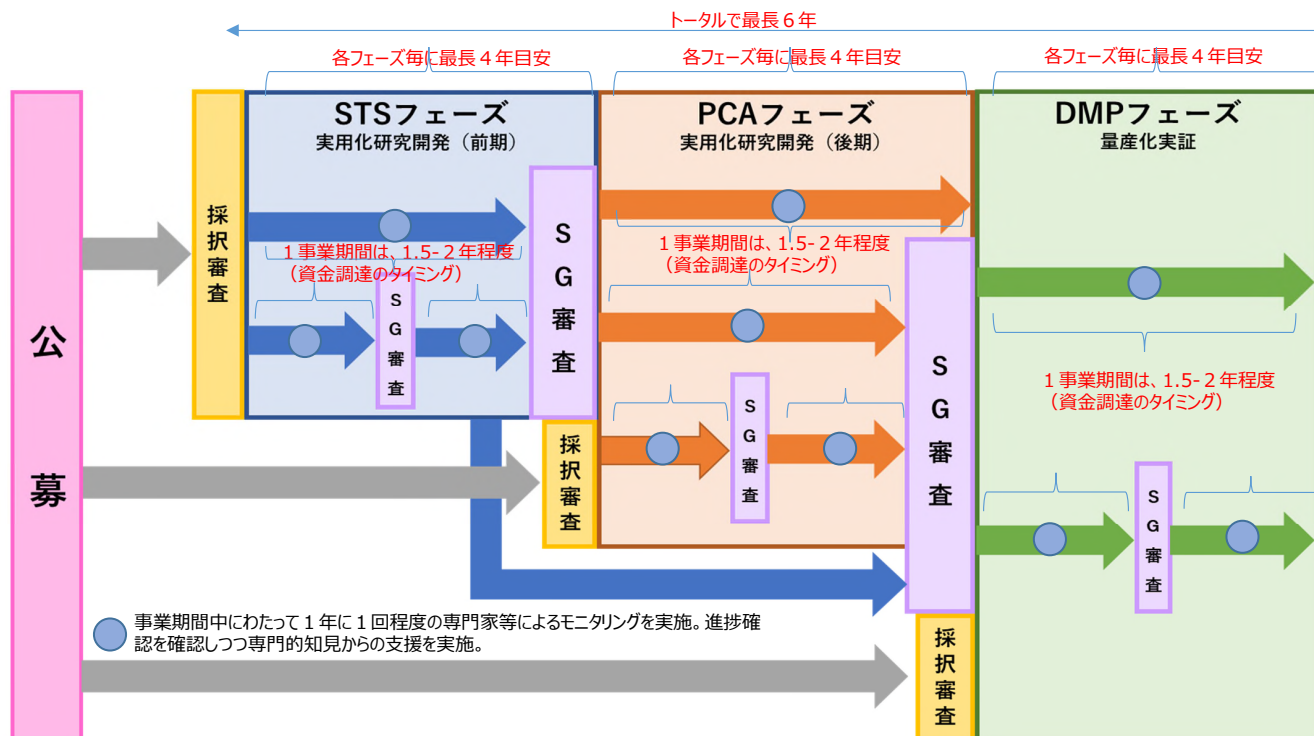 トータルで最長６年
各フェーズ毎に最長４年目安
各フェーズ毎に最長４年目安
各フェーズ毎に最長４年目安
STSフェーズ
実用化研究開発（前期）
PCAフェーズ
実用化研究開発（後期）
DMPフェーズ
量産化実証
公募
採択審査
１事業期間は、1.5-２年程度
（資金調達のタイミング）
SG審査
SG審査
採択審査
１事業期間は、1.5-２年程度
（資金調達のタイミング）
SG審査
SG審査
採択審査
１事業期間は、1.5-２年程度
（資金調達のタイミング）
SG審査
事業期間中にわたって１年に１回程度の専門家等によるモニタリングを実施。進捗確
認を確認しつつ専門的知見からの支援を実施。